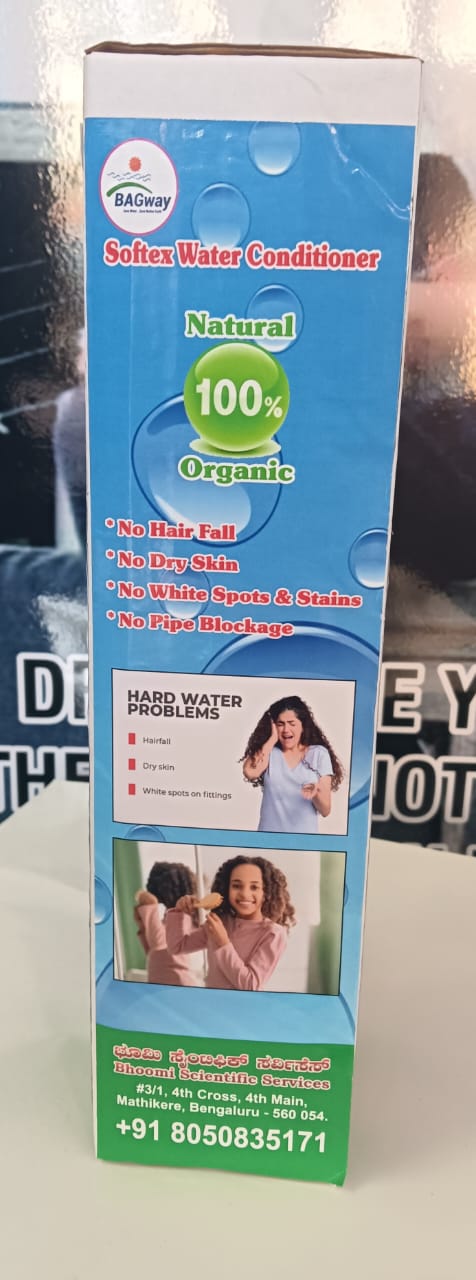 BAGway
Softex Water Conditioner
Natural
100%
Organic
* No Hair Fall
* No Dry Skin
* No White Spots & Stains
* No Pipe Blockage
HARD WATER
PROBLEMS
Hairfall
Dry skin
White spots on fittings
ಭೂಮಿ ಸೈಂಟಿಫಿಕ್ ಸರ್ವಿಸೆಸ್
Bhoomi Scientific Services
#3/1, 4th Cross, 4th Main,
Mathikere, Bengaluru - 560 054.
+91 8050835171